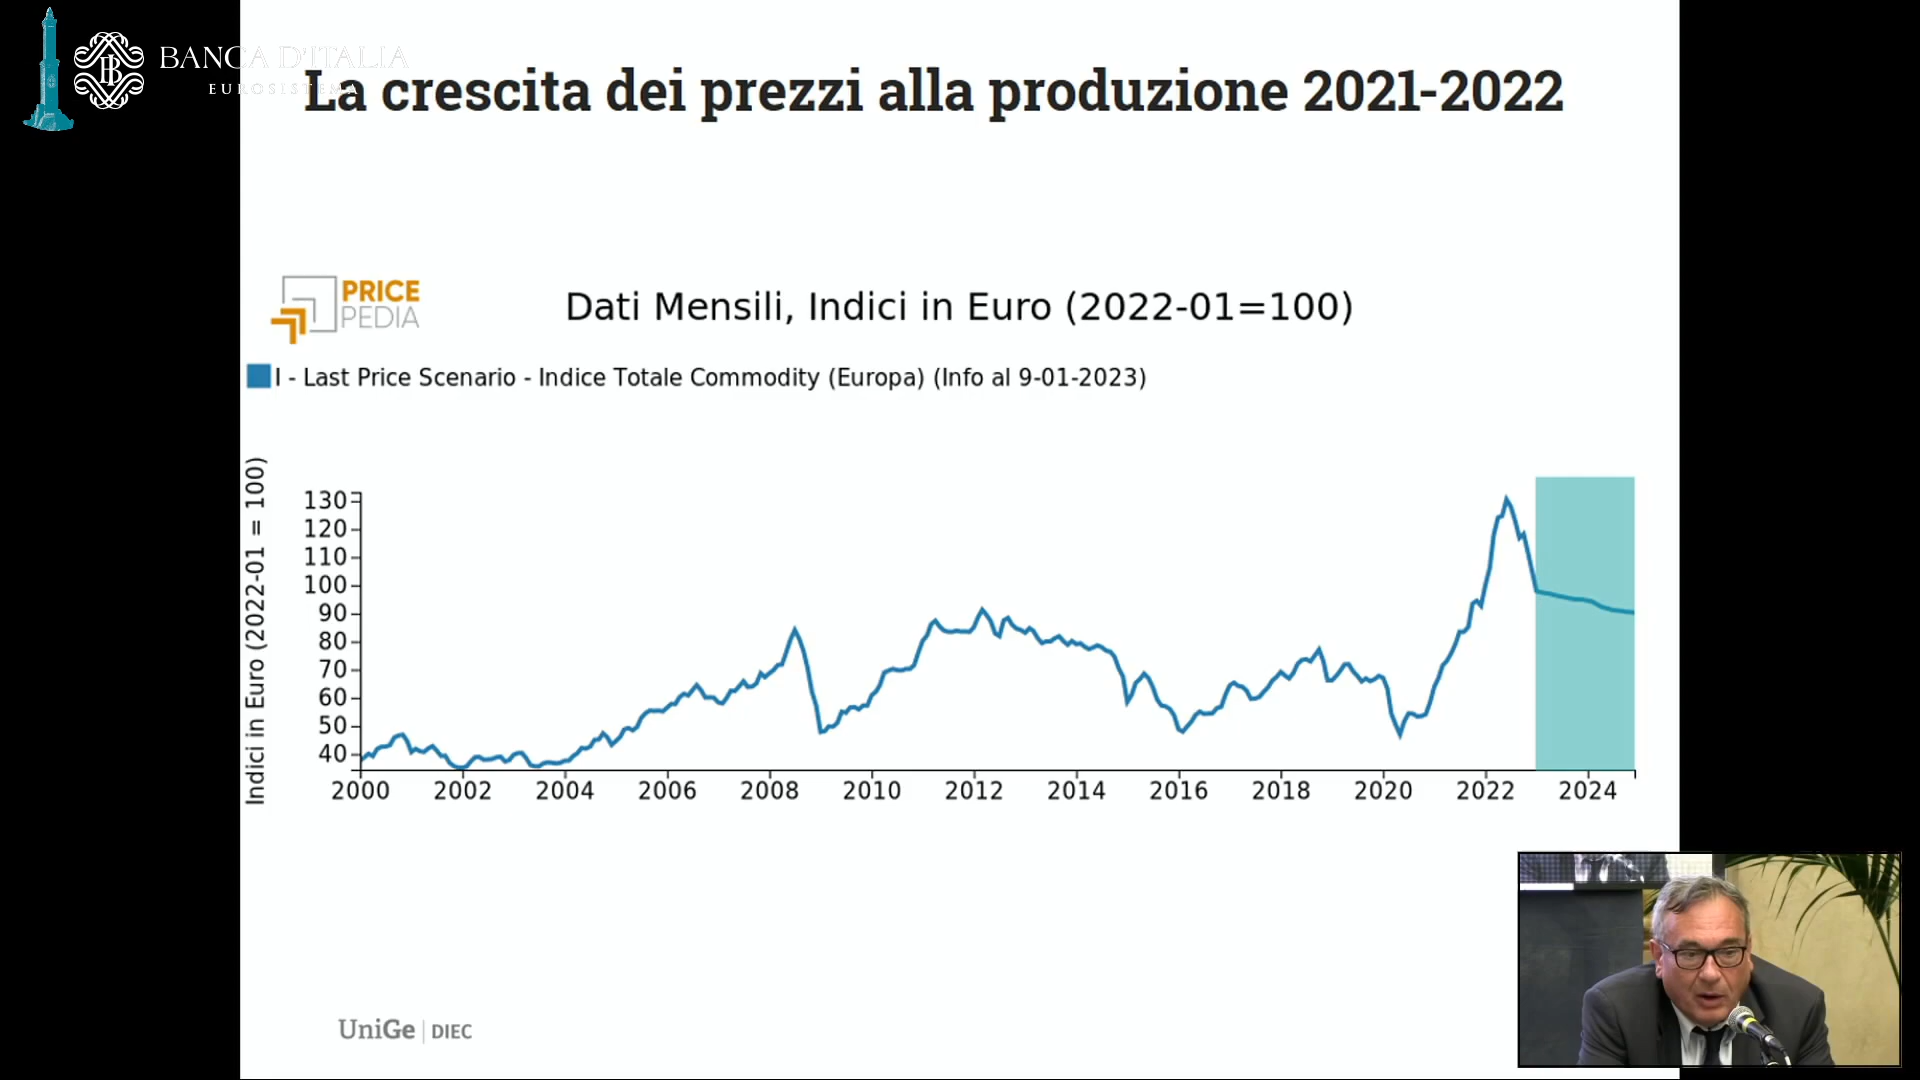 BANCA D'ITALIA
EUROSISTEMA
La crescita dei prezzi alla produzione 2021-2022
PRICE
PEDIA
Dati Mensili, Indici in Euro (2022-01=100)
I - Last Price Scenario - Indice Totale Commodity (Europa) (Info al 9-01-2023)
Indici in Euro (2022-01 = 100)
130
120
110
100
90
80
70
60
50
40
2000 2002 2004 2006 2008 2010 2012 2014 2016 2018 2020 2022 2024
UniGe | DIEC